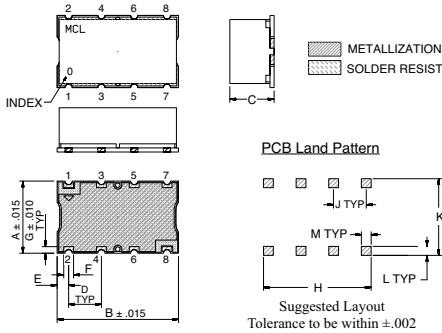 2 4 6 8
MCL
0
INDEX
1 3 5 7
C
METALLIZATION
SOLDER RESIST
1 3 5 7
A ± .015
G ± .010
TYP
2 4 8
E
F
D
TYP
B ± .015
PCB Land Pattern
J TYP
K
M TYP
L TYP
H
Suggested Layout
Tolerance to be within ±.002